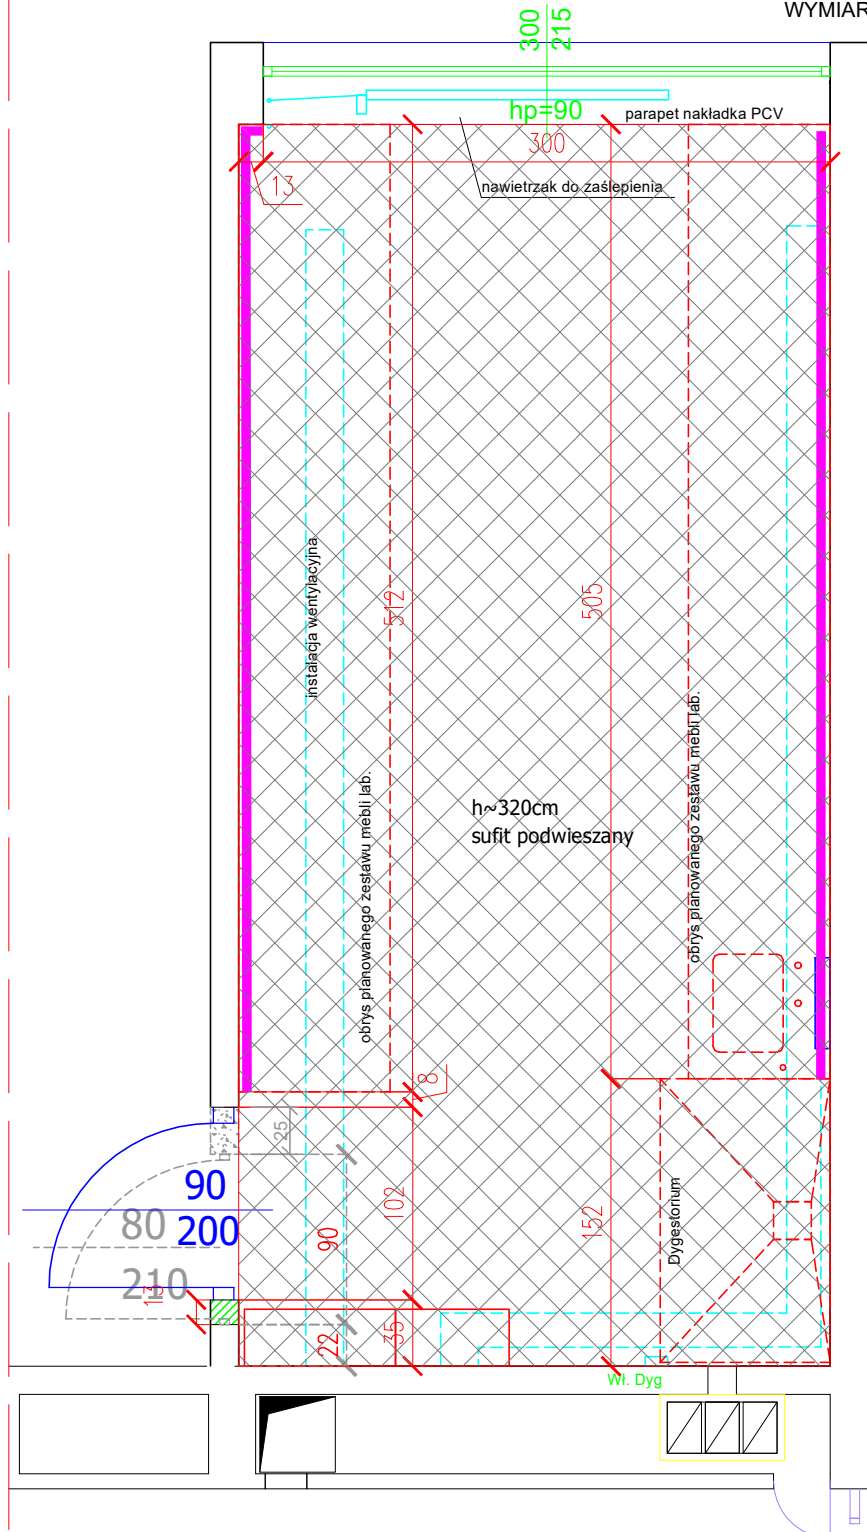 WYMIAR
300
215
hp=90
parapet nakładka PCV
300
13
nawietrzak do zaślepienia
instalacja wentylacyjna
512
505
obrys planowanego zestawu mebli lab.
obrys planowanego zestawu mebli lab.
h~320cm
sufit podwieszany
8
25
90
200
80
210
102
90
152
Dygestorium
13
22
35
Wł. Dyg